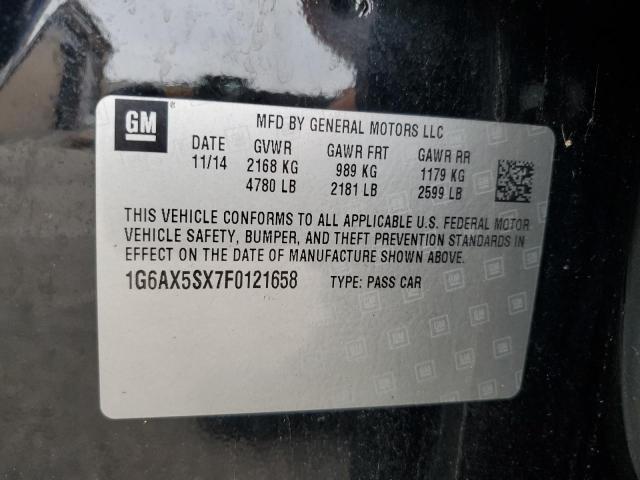 GM
MFD BY GENERAL MOTORS LLC
DATE GVWR GAWR FRT GAWR RR
11/14 2168 KG 989 KG 1179 KG
4780 LB 2181 LB 2599 LB
THIS VEHICLE CONFORMS TO ALL APPLICABLE U.S. FEDERAL MOTOR
VEHICLE SAFETY, BUMPER, AND THEFT PREVENTION STANDARDS IN
EFFECT ON THE DATE OF MANUFACTURE SHOWN ABOVE.
1G6AX5SX7F0121658 TYPE: PASS CAR